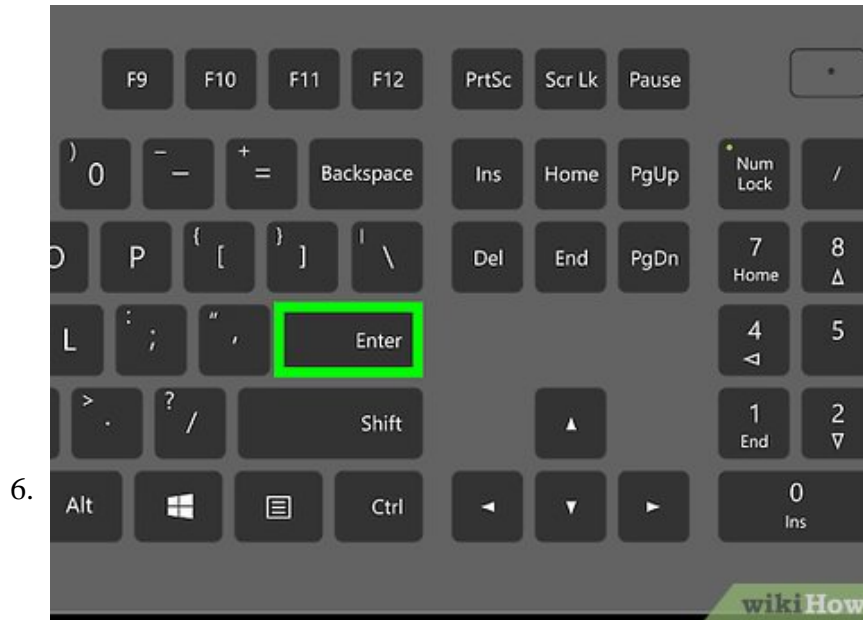 F9 F10 F11 F12 PrtSc Scr Lk Pause
) 0 _ - + = Backspace Ins Home PgUp Num Lock /
O P { [ } ] | \ Del End PgDn 7 Home 8
L : ; " ' Enter 4 5
> . ? / Shift 1 End 2
6. Alt Ctrl 0 Ins
wikiHow